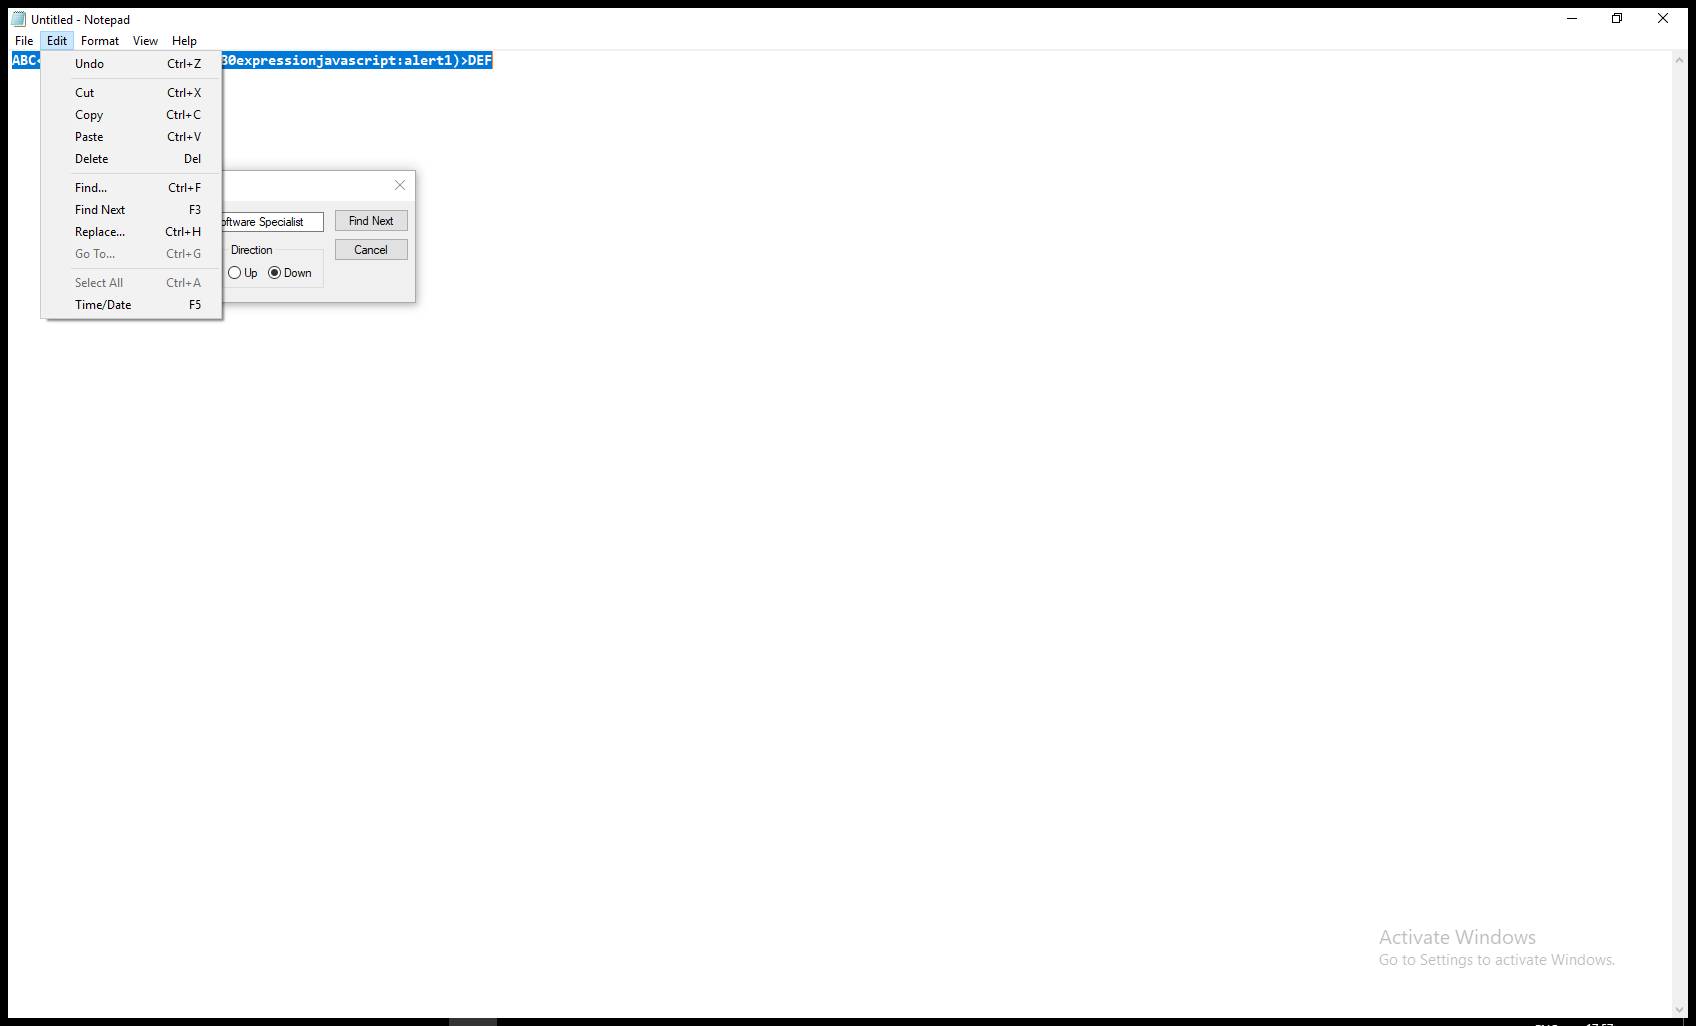 Untitled - Notepad
File Edit Format View Help
ABC 30expressionjavascript:alert1)>DEF
Undo Ctrl+Z
Cut Ctrl+X
Copy Ctrl+C
Paste Ctrl+V
Delete Del
Find... Ctrl+F
Find Next F3
Replace... Ctrl+H
Go To... Ctrl+G
Select All Ctrl+A
Time/Date F5
Specialist Find Next
Direction Cancel
Up Down
Activate Windows
Go to Settings to activate Windows.